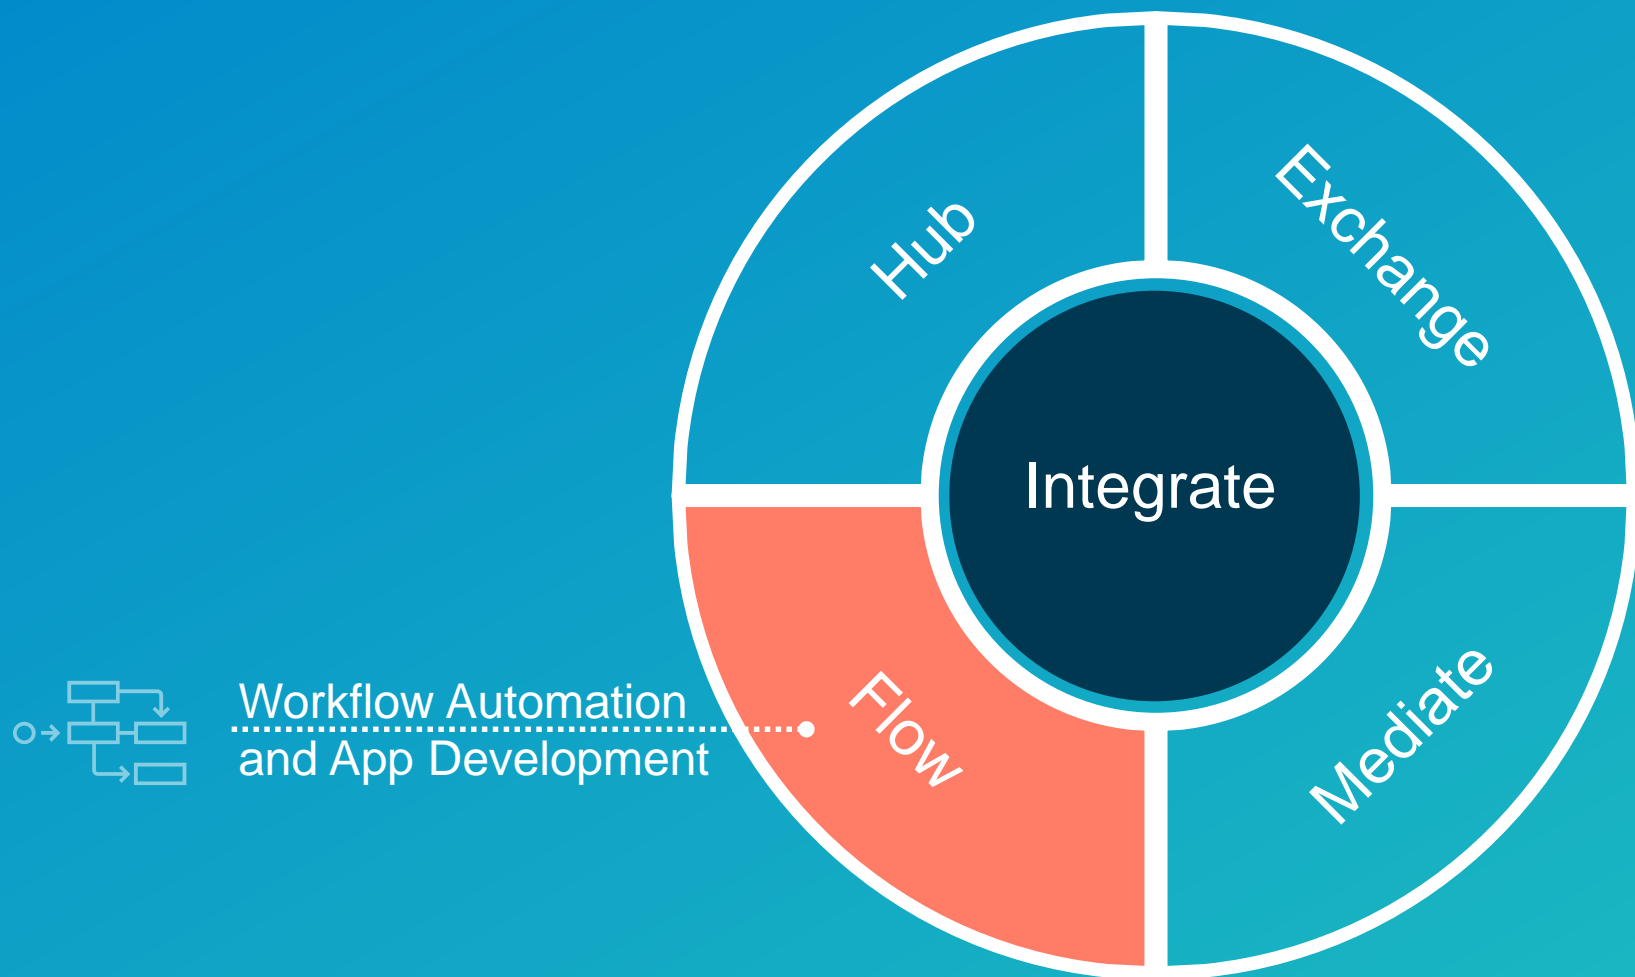 Hub
Exchange
Integrate
Workflow Automation
and App Development
Flow
Mediate